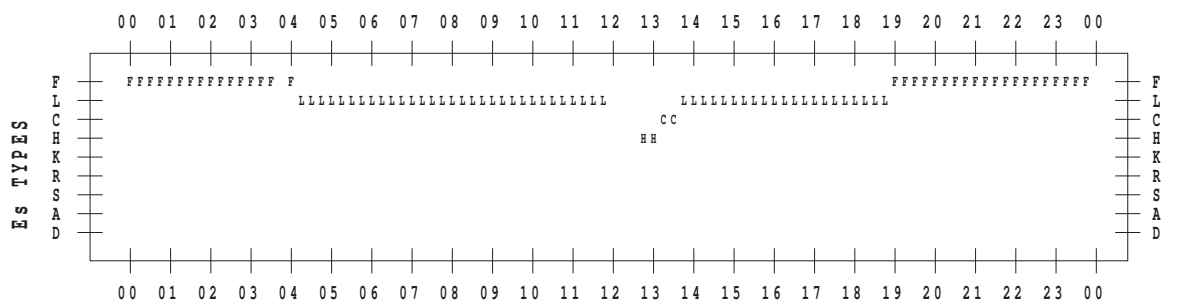 00 01 02 03 04 05 06 07 08 09 10 11 12 13 14 15 16 17 18 19 20 21 22 23 00
F FFFFFFFFFFFFFFF F FFFFFFFFFFFFFFFFFFFF F
L LLLLLLLLLLLLLLLLLLLLLLLLLLLLLLL LLLLLLLLLLLLLLLLLLLLL L
C CC C
H HH H
K K
R R
S S
A A
D D
Es TYPES
00 01 02 03 04 05 06 07 08 09 10 11 12 13 14 15 16 17 18 19 20 21 22 23 00